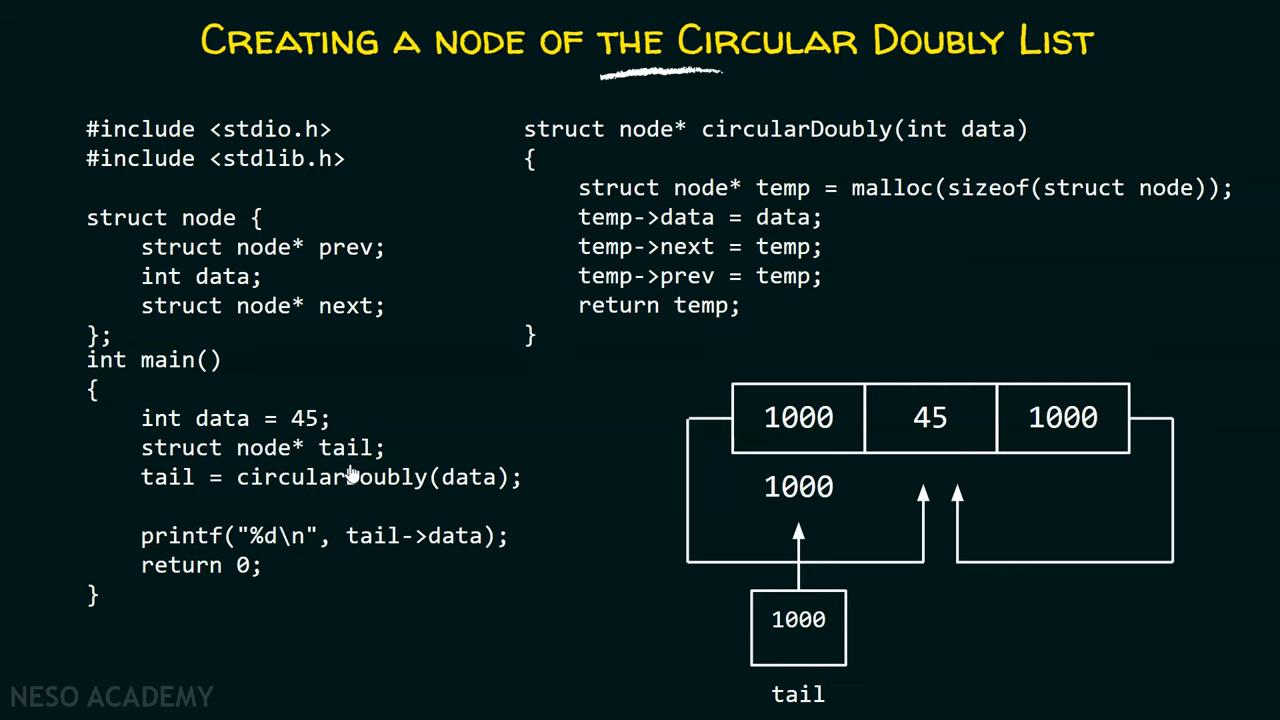 CREATING A NODE OF THE CIRCULAR DOUBLY LIST
#include <stdio.h>
#include <stdlib.h>
struct node {
struct node* prev;
int data;
struct node* next;
};
int main()
{
int data = 45;
struct node* tail;
tail = circularDoubly(data);
printf("%d\n", tail->data);
return 0;
}
struct node* circularDoubly(int data)
{
struct node* temp = malloc(sizeof(struct node));
temp->data = data;
temp->next = temp;
temp->prev = temp;
return temp;
}
1000 45 1000
1000
1000
tail
NESO ACADEMY